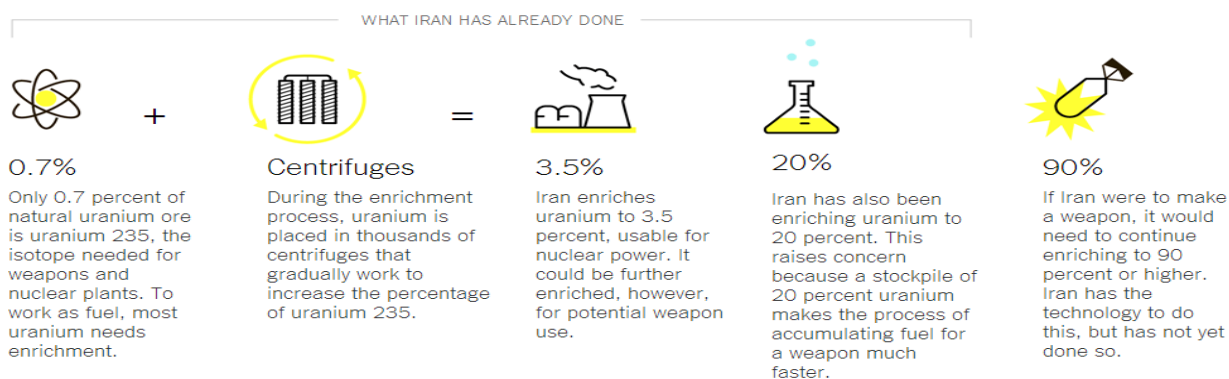 WHAT IRAN HAS ALREADY DONE
+
=
0.7%
Only 0.7 percent of
natural uranium ore
is uranium 235, the
isotope needed for
weapons and
nuclear plants. To
work as fuel, most
uranium needs
enrichment.
Centrifuges
During the enrichment
process, uranium is
placed in thousands of
centrifuges that
gradually work to
increase the percentage
of uranium 235.
3.5%
Iran enriches
uranium to 3.5
percent, usable for
nuclear power. It
could be further
enriched, however,
for potential weapon
use.
20%
Iran has also been
enriching uranium to
20 percent. This
raises concern
because a stockpile of
20 percent uranium
makes the process of
accumulating fuel for
a weapon much
faster.
90%
If Iran were to make
a weapon, it would
need to continue
enriching to 90
percent or higher.
Iran has the
technology to do
this, but has not yet
done so.